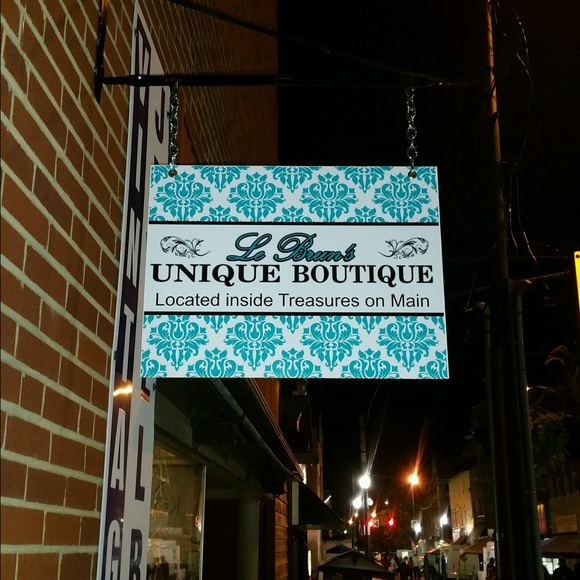 Le Brun's
UNIQUE BOUTIQUE
Located inside Treasures on Main